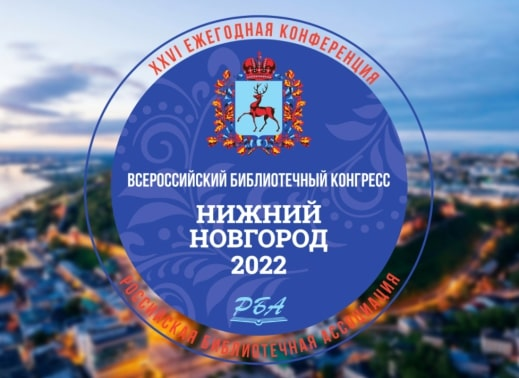 XXVI ЕЖЕГОДНАЯ КОНФЕРЕНЦИЯ
ВСЕРОССИЙСКИЙ БИБЛИОТЕЧНЫЙ КОНГРЕСС
НИЖНИЙ
НОВГОРОД
2022
РБА
РОССИЙСКАЯ БИБЛИОТЕЧНАЯ АССОЦИАЦИЯ